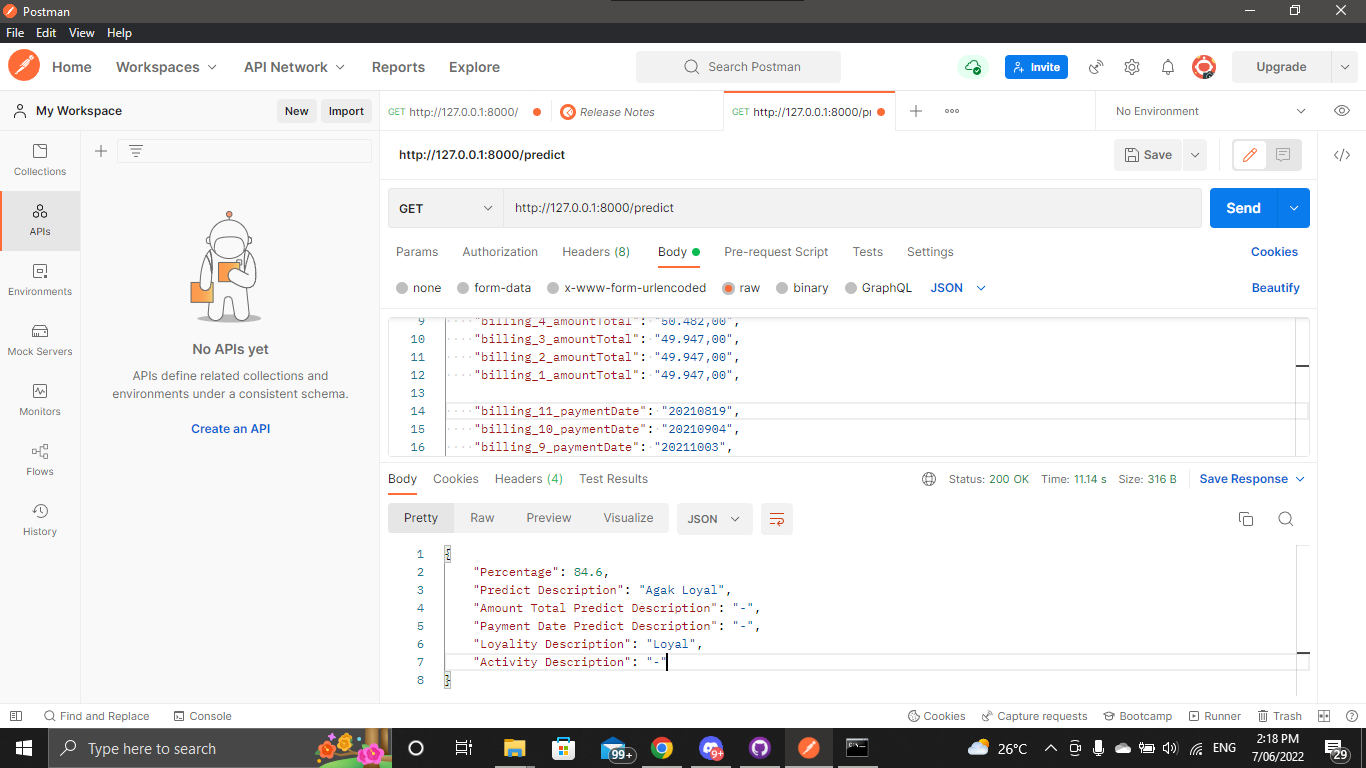 Postman
File Edit View Help
Home Workspaces API Network Reports Explore Search Postman Invite Upgrade
My Workspace New Import GET http://127.0.0.1:8000/ Release Notes GET http://127.0.0.1:8000/pr No Environment
Collections
APIs
Environments
Mock Servers
Monitors
Flows
History
No APIs yet
APIs define related collections and
environments under a consistent schema.
Create an API
http://127.0.0.1:8000/predict Save
GET http://127.0.0.1:8000/predict Send
Params Authorization Headers (8) Body Pre-request Script Tests Settings Cookies
none form-data x-www-form-urlencoded raw binary GraphQL JSON Beautify
9 "billing_4_amountTotal": "50.482,00",
10 "billing_3_amountTotal": "49.947,00",
11 "billing_2_amountTotal": "49.947,00",
12 "billing_1_amountTotal": "49.947,00",
13
14 "billing_11_paymentDate": "20210819",
15 "billing_10_paymentDate": "20210904",
16 "billing_9_paymentDate": "20211003",
Body Cookies Headers (4) Test Results Status: 200 OK Time: 11.14 s Size: 316 B Save Response
Pretty Raw Preview Visualize JSON
1 {
2 "Percentage": 84.6,
3 "Predict Description": "Agak Loyal",
4 "Amount Total Predict Description": "-",
5 "Payment Date Predict Description": "-",
6 "Loyality Description": "Loyal",
7 "Activity Description": "-"
8 }
Find and Replace Console Cookies Capture requests Bootcamp Runner Trash
Type here to search 99+ 9+ 26°C ENG 2:18 PM
7/06/2022 29